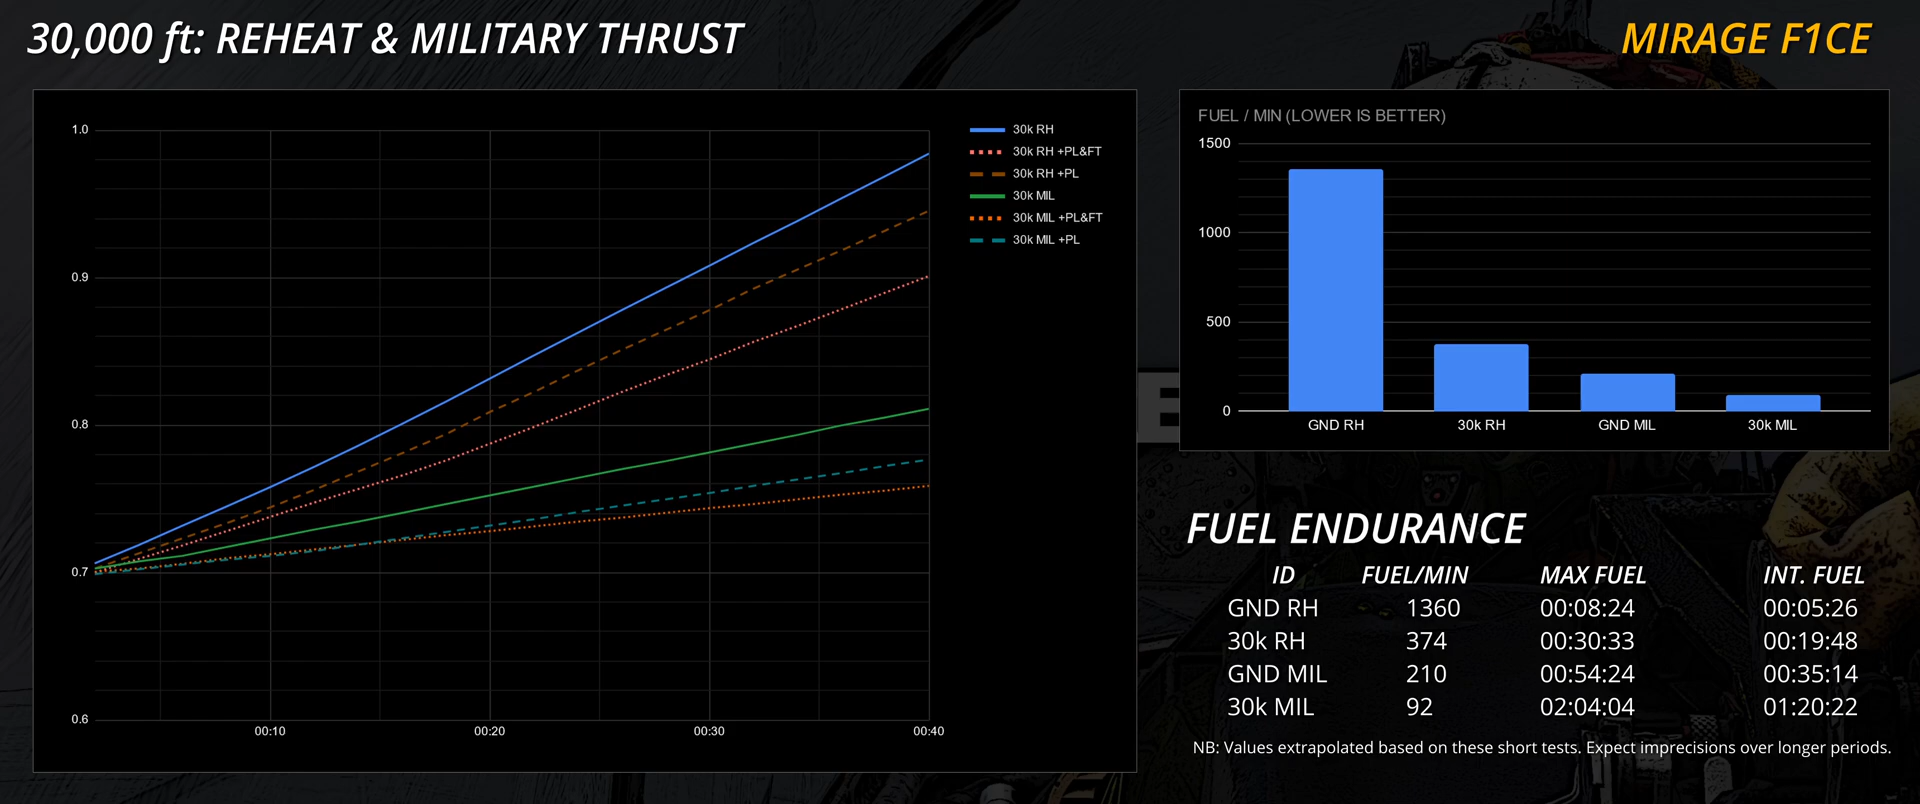 30,000 ft: REHEAT & MILITARY THRUST
MIRAGE F1CE
1.0
0.9
0.8
0.7
0.6
00:10
00:20
00:30
00:40
30k RH
30k RH +PL&FT
30k RH +PL
30k MIL
30k MIL +PL&FT
30k MIL +PL
FUEL / MIN (LOWER IS BETTER)
1500
1000
500
0
GND RH
30k RH
GND MIL
30k MIL
FUEL ENDURANCE
ID FUEL/MIN MAX FUEL INT. FUEL
GND RH 1360 00:08:24 00:05:26
30k RH 374 00:30:33 00:19:48
GND MIL 210 00:54:24 00:35:14
30k MIL 92 02:04:04 01:20:22
NB: Values extrapolated based on these short tests. Expect imprecisions over longer periods.